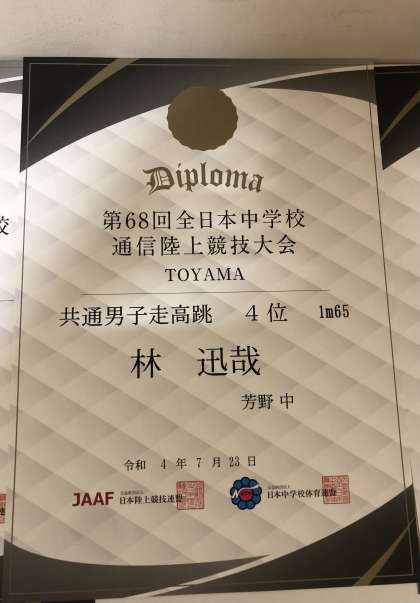 Diploma
第68回全日本中学校
通信陸上競技大会
TOYAMA
共通男子走高跳 4位 1m65
林 迅哉
芳野中
令和 4年7月23日
JAAF 日本陸上競技連盟
日本中学校体育連盟
校